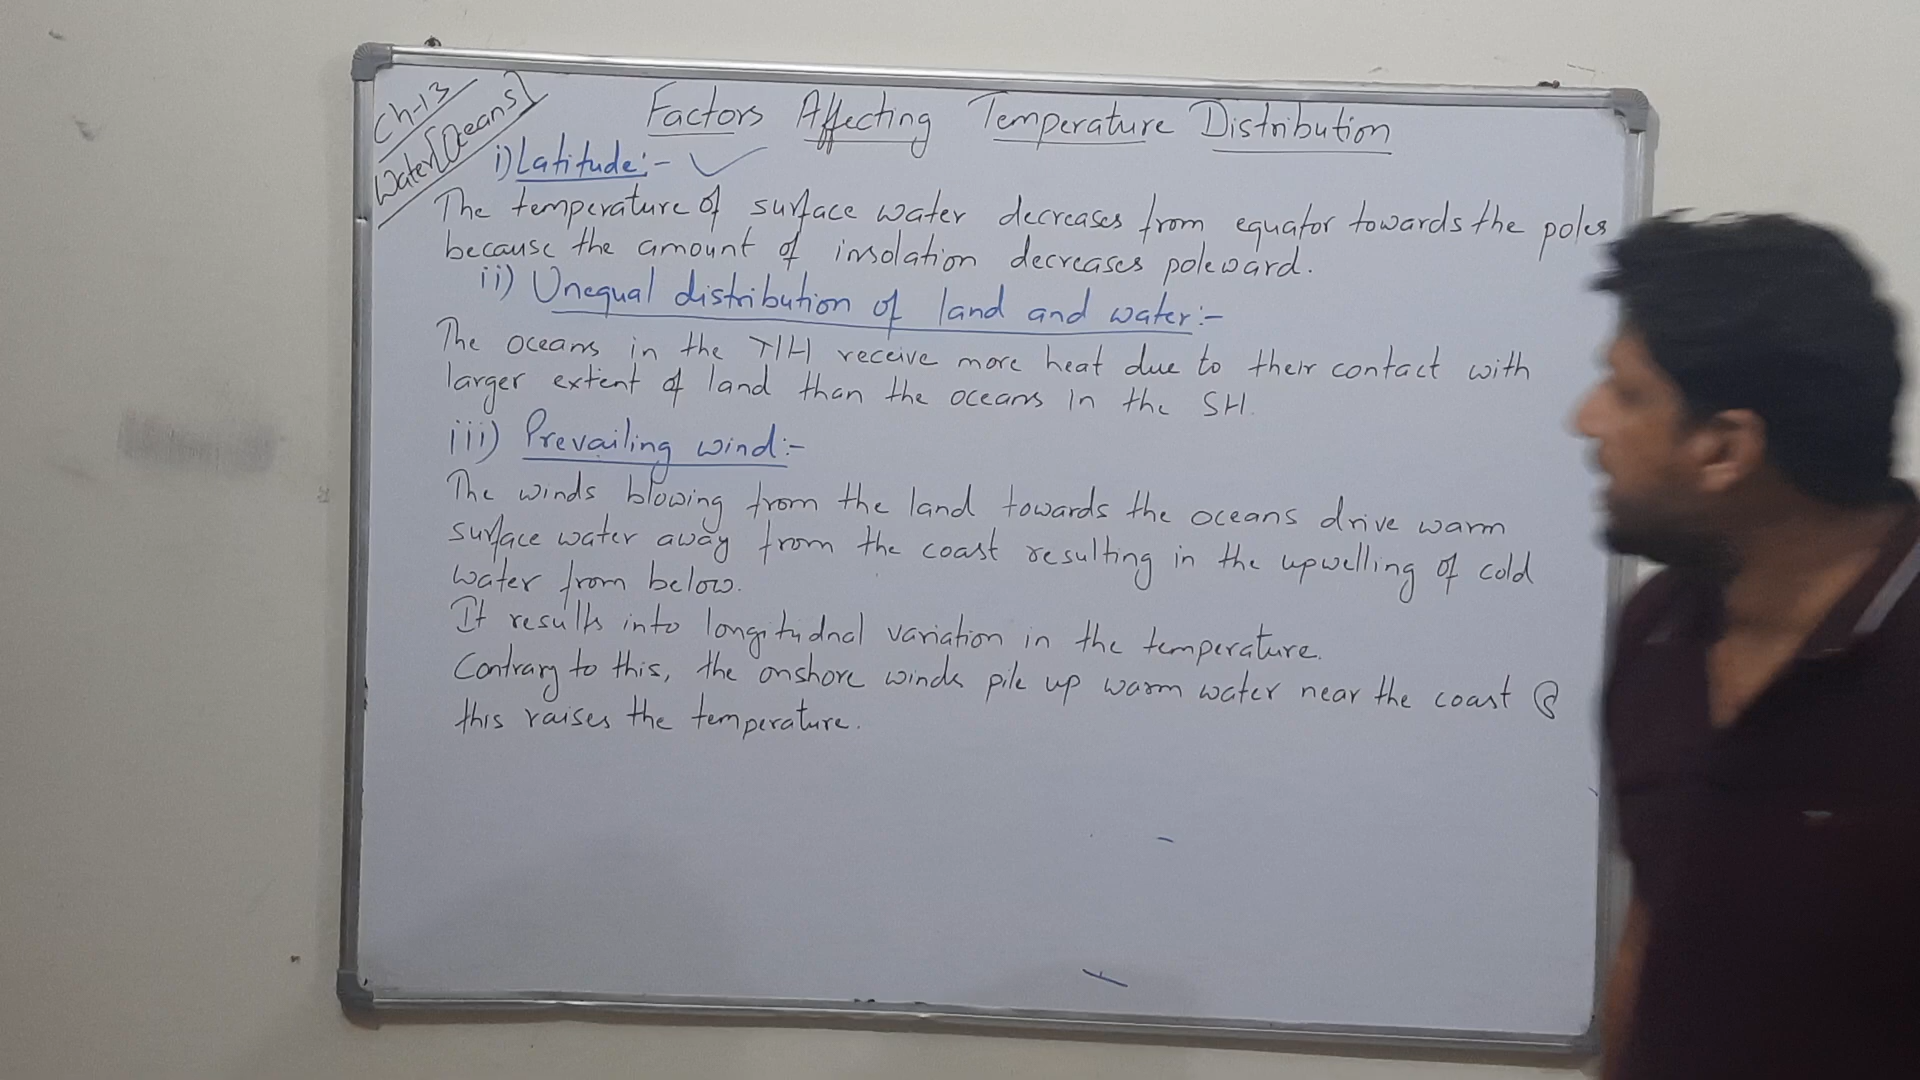 Ch-13
Water[Oceans]
Factors Affecting Temperature Distribution
i) Latitude:-
The temperature of surface water decreases from equator towards the poles
because the amount of insolation decreases poleward.
ii) Unequal distribution of land and water:-
The oceans in the NH receive more heat due to their contact with
larger extent of land than the oceans in the SH.
iii) Prevailing wind:-
The winds blowing from the land towards the oceans drive warm
surface water away from the coast resulting in the upwelling of cold
water from below.
It results into longitudnal variation in the temperature.
Contrary to this, the onshore winds pile up warm water near the coast &
this raises the temperature.